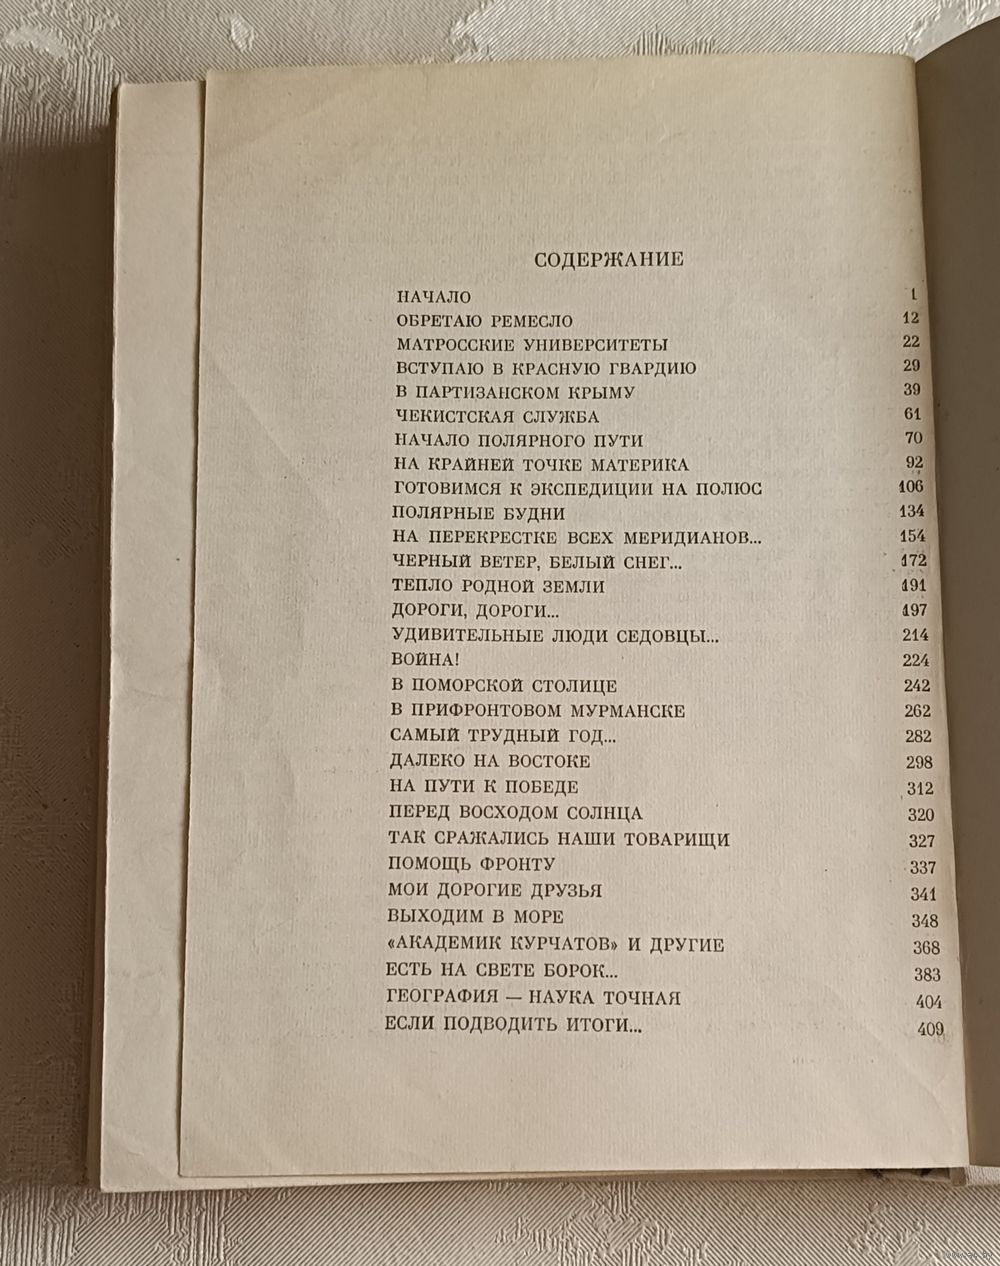 СОДЕРЖАНИЕ
НАЧАЛО 1
ОБРЕТАЮ РЕМЕСЛО 12
МАТРОССКИЕ УНИВЕРСИТЕТЫ 22
ВСТУПАЮ В КРАСНУЮ ГВАРДИЮ 29
В ПАРТИЗАНСКОМ КРЫМУ 39
ЧЕКИСТСКАЯ СЛУЖБА 61
НАЧАЛО ПОЛЯРНОГО ПУТИ 70
НА КРАЙНЕЙ ТОЧКЕ МАТЕРИКА 92
ГОТОВИМСЯ К ЭКСПЕДИЦИИ НА ПОЛЮС 106
ПОЛЯРНЫЕ БУДНИ 134
НА ПЕРЕКРЕСТКЕ ВСЕХ МЕРИДИАНОВ... 154
ЧЕРНЫЙ ВЕТЕР, БЕЛЫЙ СНЕГ... 172
ТЕПЛО РОДНОЙ ЗЕМЛИ 191
ДОРОГИ, ДОРОГИ... 197
УДИВИТЕЛЬНЫЕ ЛЮДИ СЕДОВЦЫ... 214
ВОЙНА! 224
В ПОМОРСКОЙ СТОЛИЦЕ 242
В ПРИФРОНТОВОМ МУРМАНСКЕ 262
САМЫЙ ТРУДНЫЙ ГОД... 282
ДАЛЕКО НА ВОСТОКЕ 298
НА ПУТИ К ПОБЕДЕ 312
ПЕРЕД ВОСХОДОМ СОЛНЦА 320
ТАК СРАЖАЛИСЬ НАШИ ТОВАРИЩИ 327
ПОМОЩЬ ФРОНТУ 337
МОИ ДОРОГИЕ ДРУЗЬЯ 341
ВЫХОДИМ В МОРЕ 348
«АКАДЕМИК КУРЧАТОВ» И ДРУГИЕ 368
ЕСТЬ НА СВЕТЕ БОРОК... 383
ГЕОГРАФИЯ — НАУКА ТОЧНАЯ 404
ЕСЛИ ПОДВОДИТЬ ИТОГИ... 409